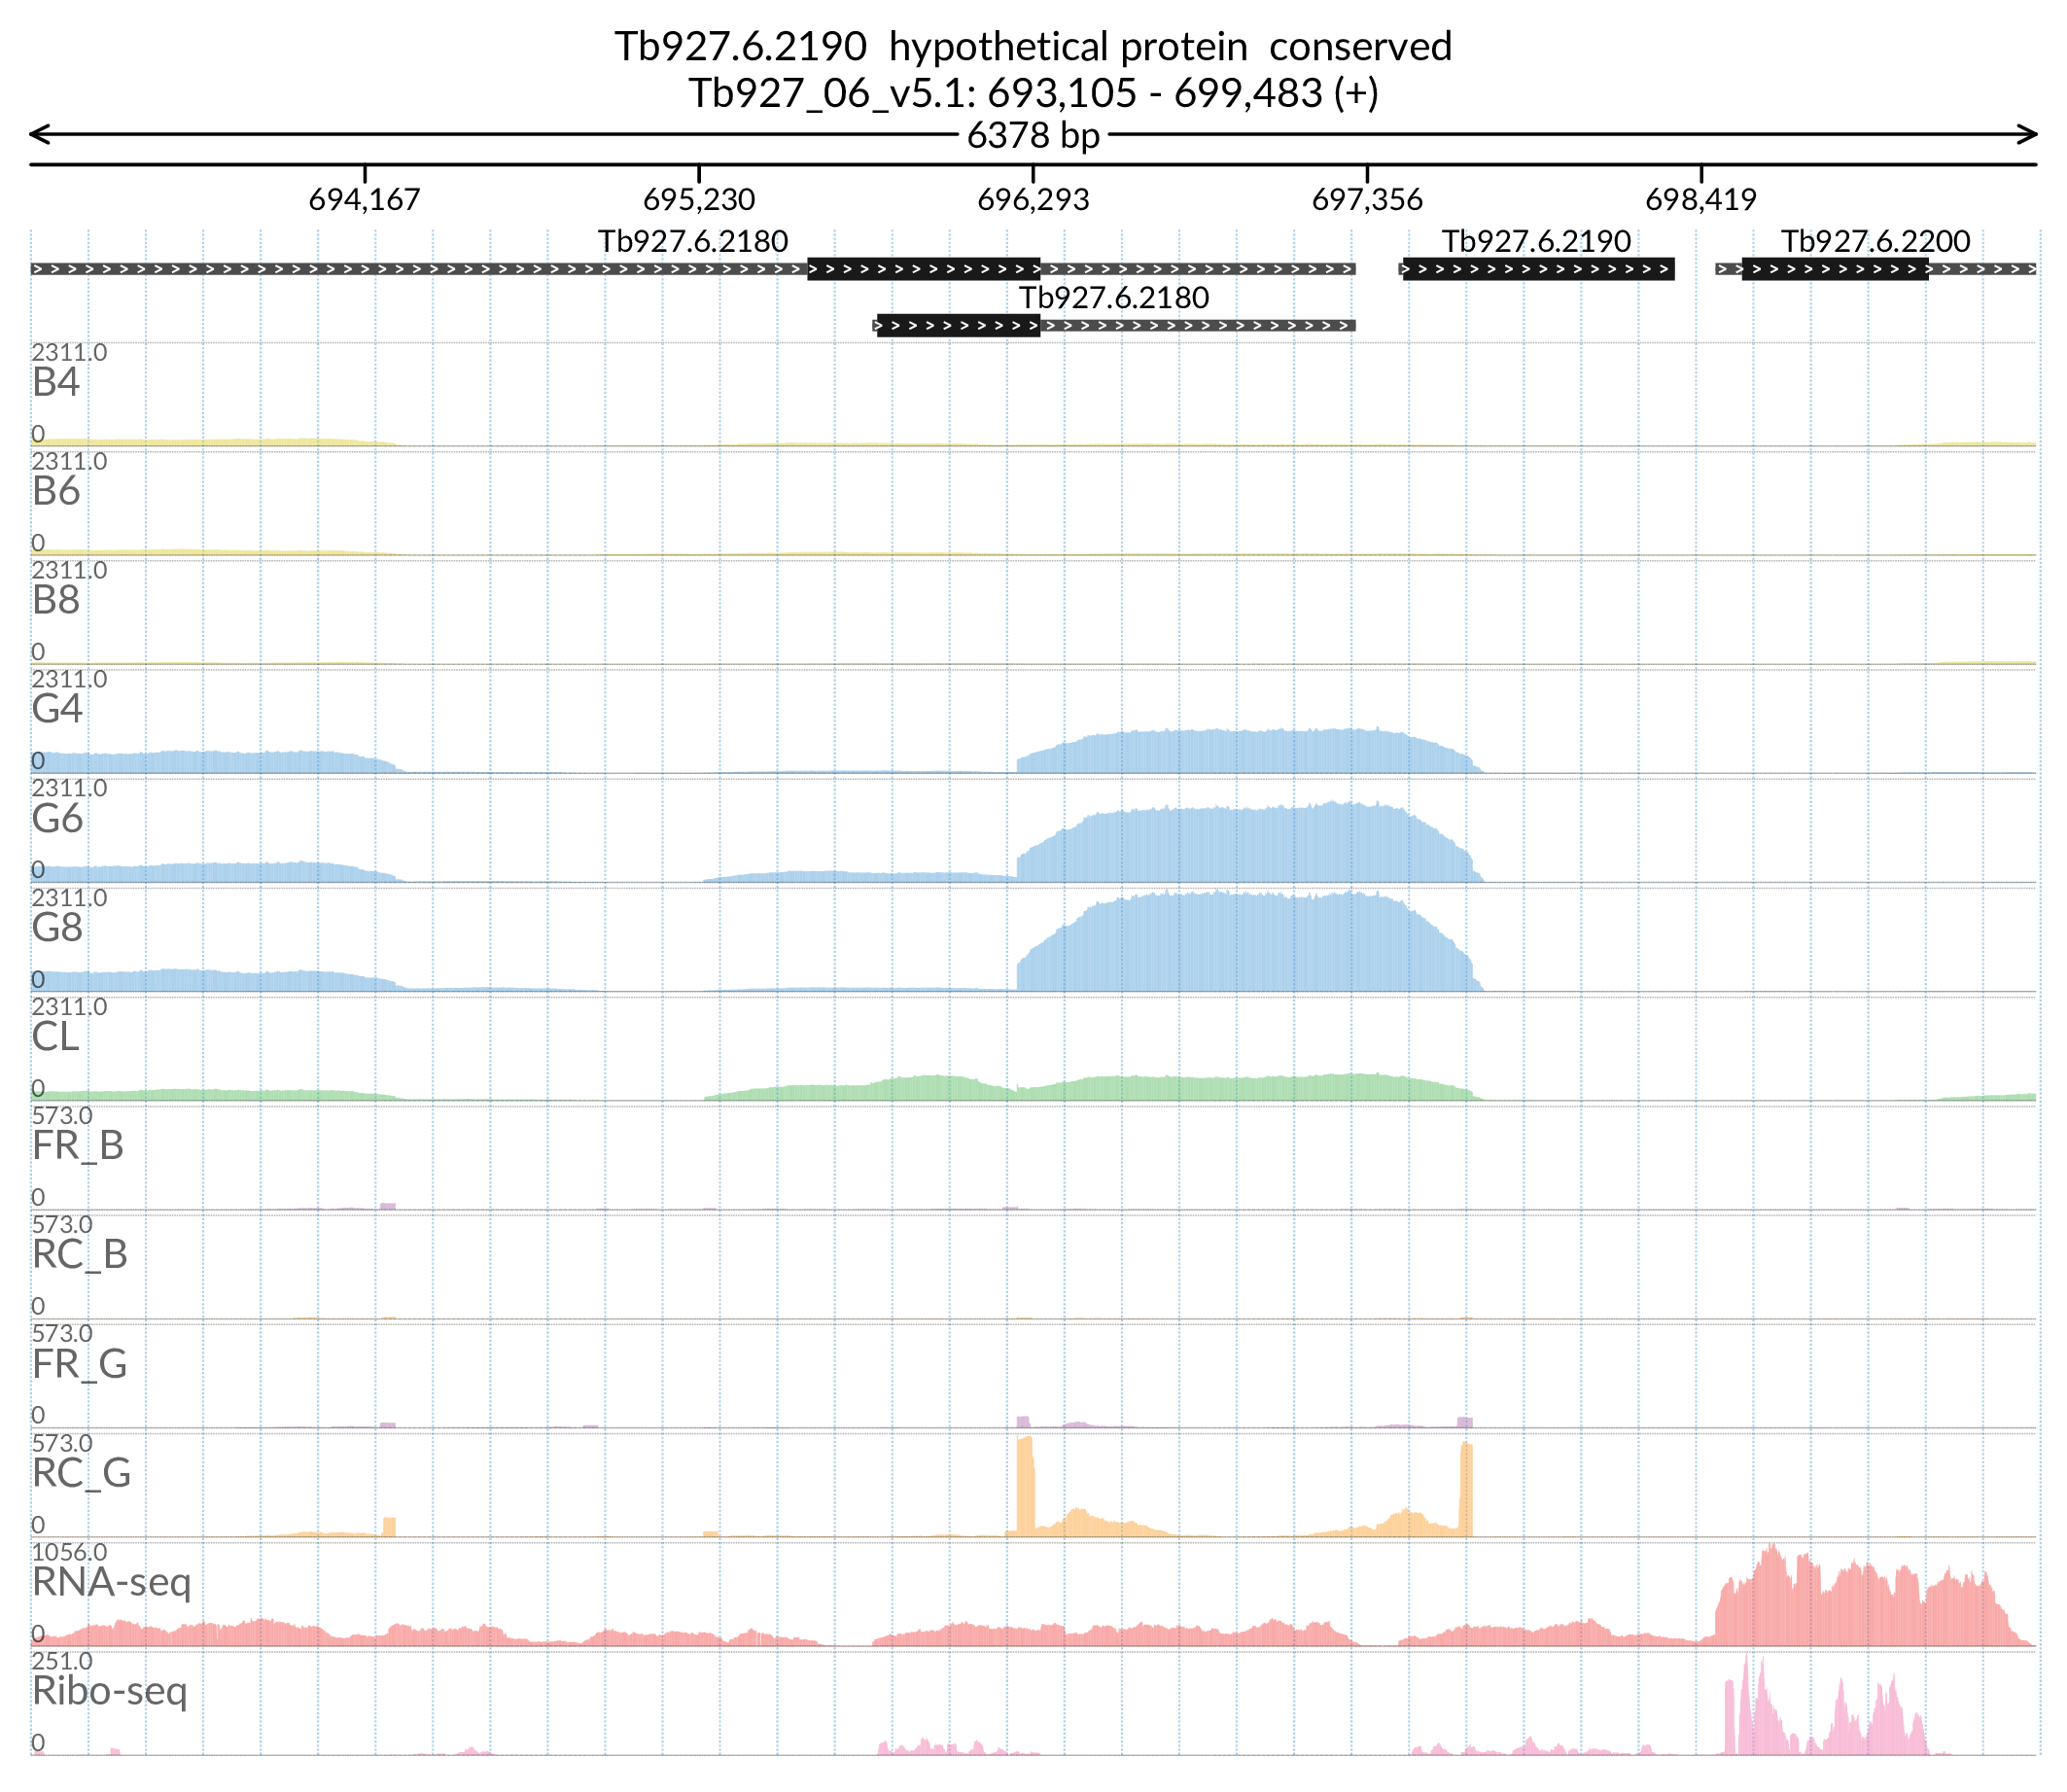 Tb927.6.2190 hypothetical protein conserved
Tb927_06_v5.1: 693,105 - 699,483 (+)
6378 bp
694,167 695,230 696,293 697,356 698,419
Tb927.6.2180 Tb927.6.2190 Tb927.6.2200
Tb927.6.2180
2311.0
B4
0
2311.0
B6
0
2311.0
B8
0
2311.0
G4
0
2311.0
G6
0
2311.0
G8
0
2311.0
CL
0
573.0
FR_B
0
573.0
RC_B
0
573.0
FR_G
0
573.0
RC_G
0
1056.0
RNA-seq
0
251.0
Ribo-seq
0